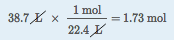 38.7 L × 1 mol / 22.4 L = 1.73 mol